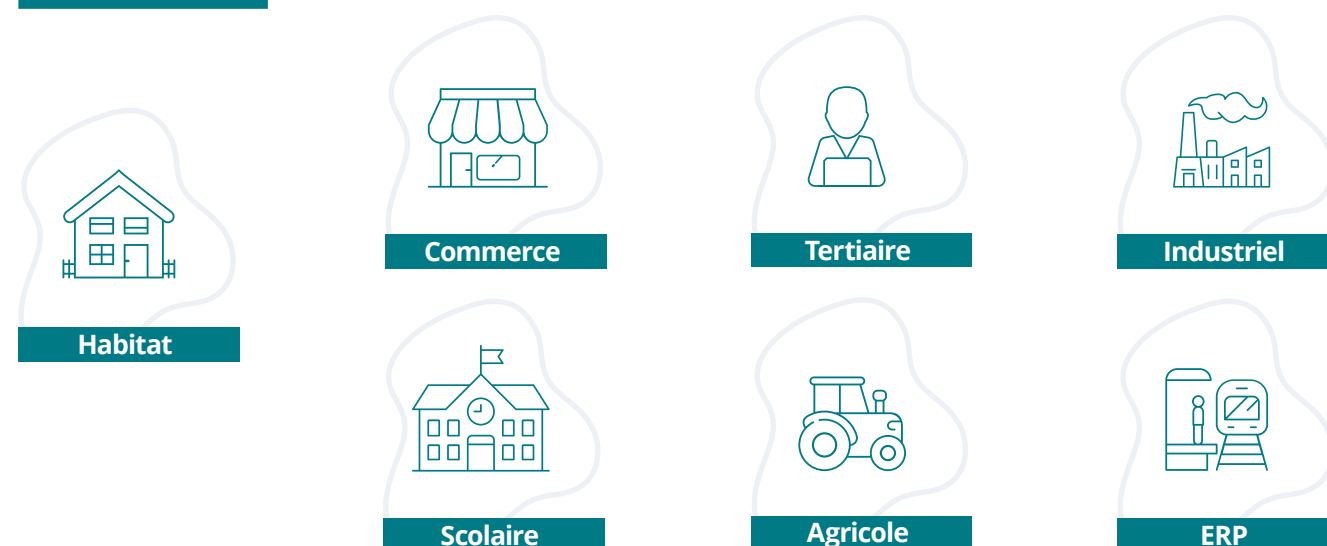 Commerce
Tertiaire
Industriel
Habitat
Scolaire
Agricole
ERP